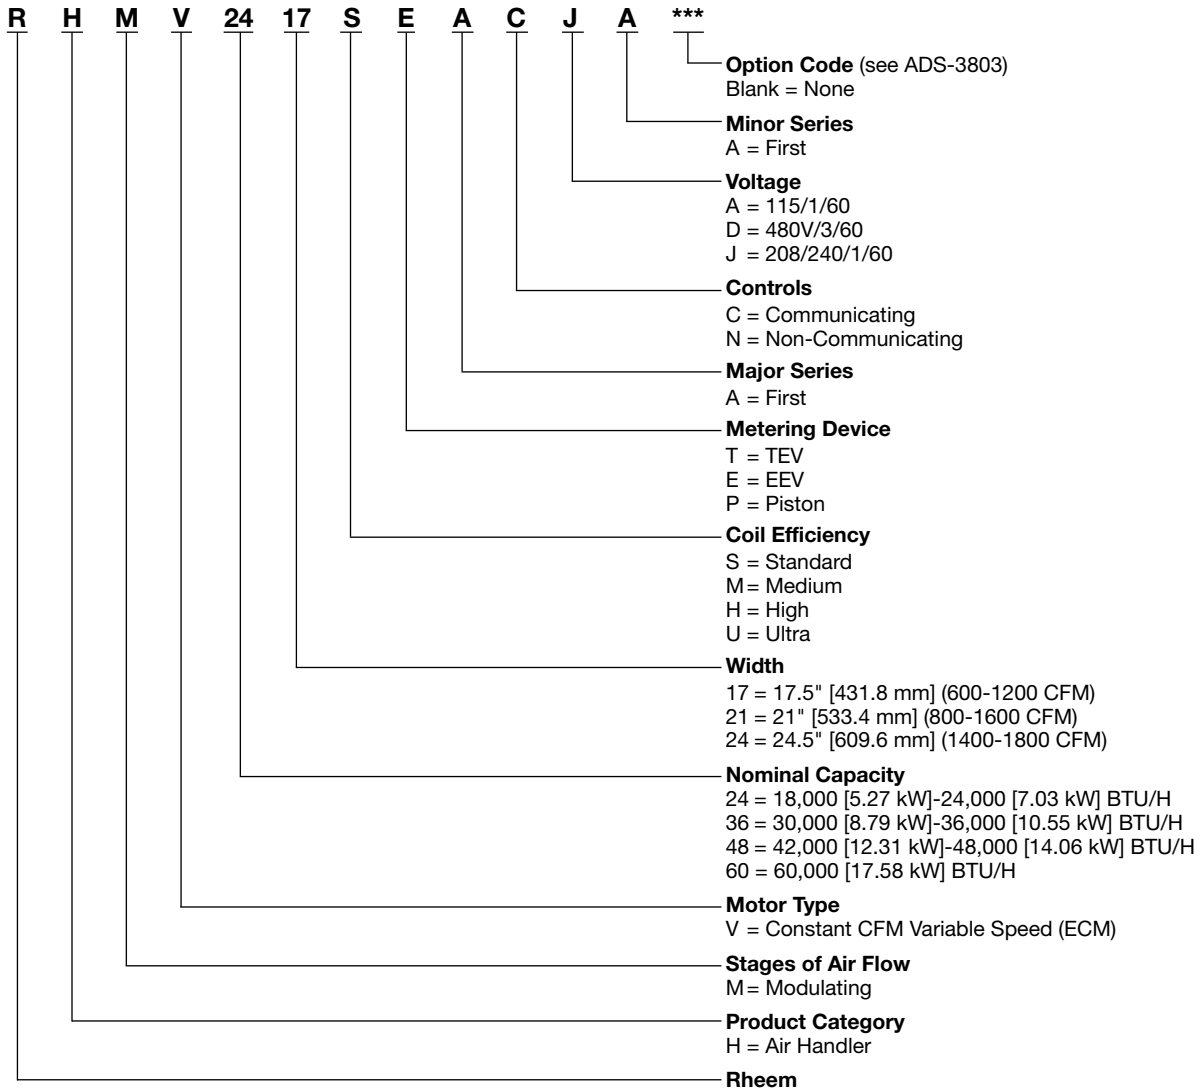 R H M V 24 17 S E A C J A ***
Option Code (see ADS-3803)
Blank = None
Minor Series
A = First
Voltage
A = 115/1/60
D = 480V/3/60
J = 208/240/1/60
Controls
C = Communicating
N = Non-Communicating
Major Series
A = First
Metering Device
T = TEV
E = EEV
P = Piston
Coil Efficiency
S = Standard
M = Medium
H = High
U = Ultra
Width
17 = 17.5" [431.8 mm] (600-1200 CFM)
21 = 21" [533.4 mm] (800-1600 CFM)
24 = 24.5" [609.6 mm] (1400-1800 CFM)
Nominal Capacity
24 = 18,000 [5.27 kW]-24,000 [7.03 kW] BTU/H
36 = 30,000 [8.79 kW]-36,000 [10.55 kW] BTU/H
48 = 42,000 [12.31 kW]-48,000 [14.06 kW] BTU/H
60 = 60,000 [17.58 kW] BTU/H
Motor Type
V = Constant CFM Variable Speed (ECM)
Stages of Air Flow
M = Modulating
Product Category
H = Air Handler
Rheem